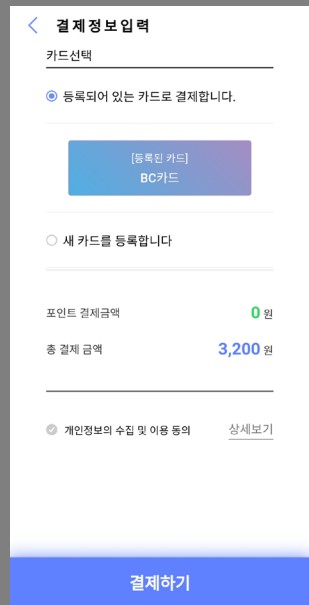 결제정보입력
카드선택
등록되어 있는 카드로 결제합니다.
[등록된 카드]
BC카드
새 카드를 등록합니다
포인트 결제금액 0 원
총 결제 금액 3,200 원
개인정보의 수집 및 이용 동의 상세보기
결제하기